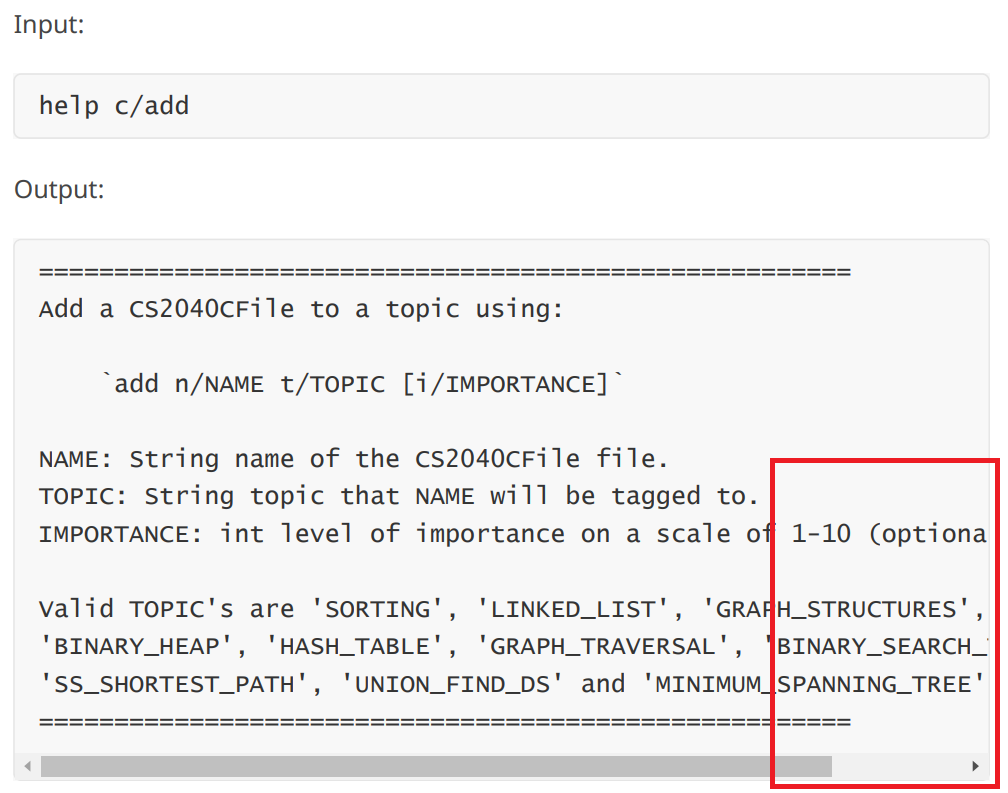 Input:
help c/add
Output:
======================================================
Add a CS2040CFile to a topic using:
`add n/NAME t/TOPIC [i/IMPORTANCE]`
NAME: String name of the CS2040CFile file.
TOPIC: String topic that NAME will be tagged to.
IMPORTANCE: int level of importance on a scale of 1-10 (optiona
Valid TOPIC's are 'SORTING', 'LINKED_LIST', 'GRAPH_STRUCTURES',
'BINARY_HEAP', 'HASH_TABLE', 'GRAPH_TRAVERSAL', 'BINARY_SEARCH_
'SS_SHORTEST_PATH', 'UNION_FIND_DS' and 'MINIMUM_SPANNING_TREE'
======================================================